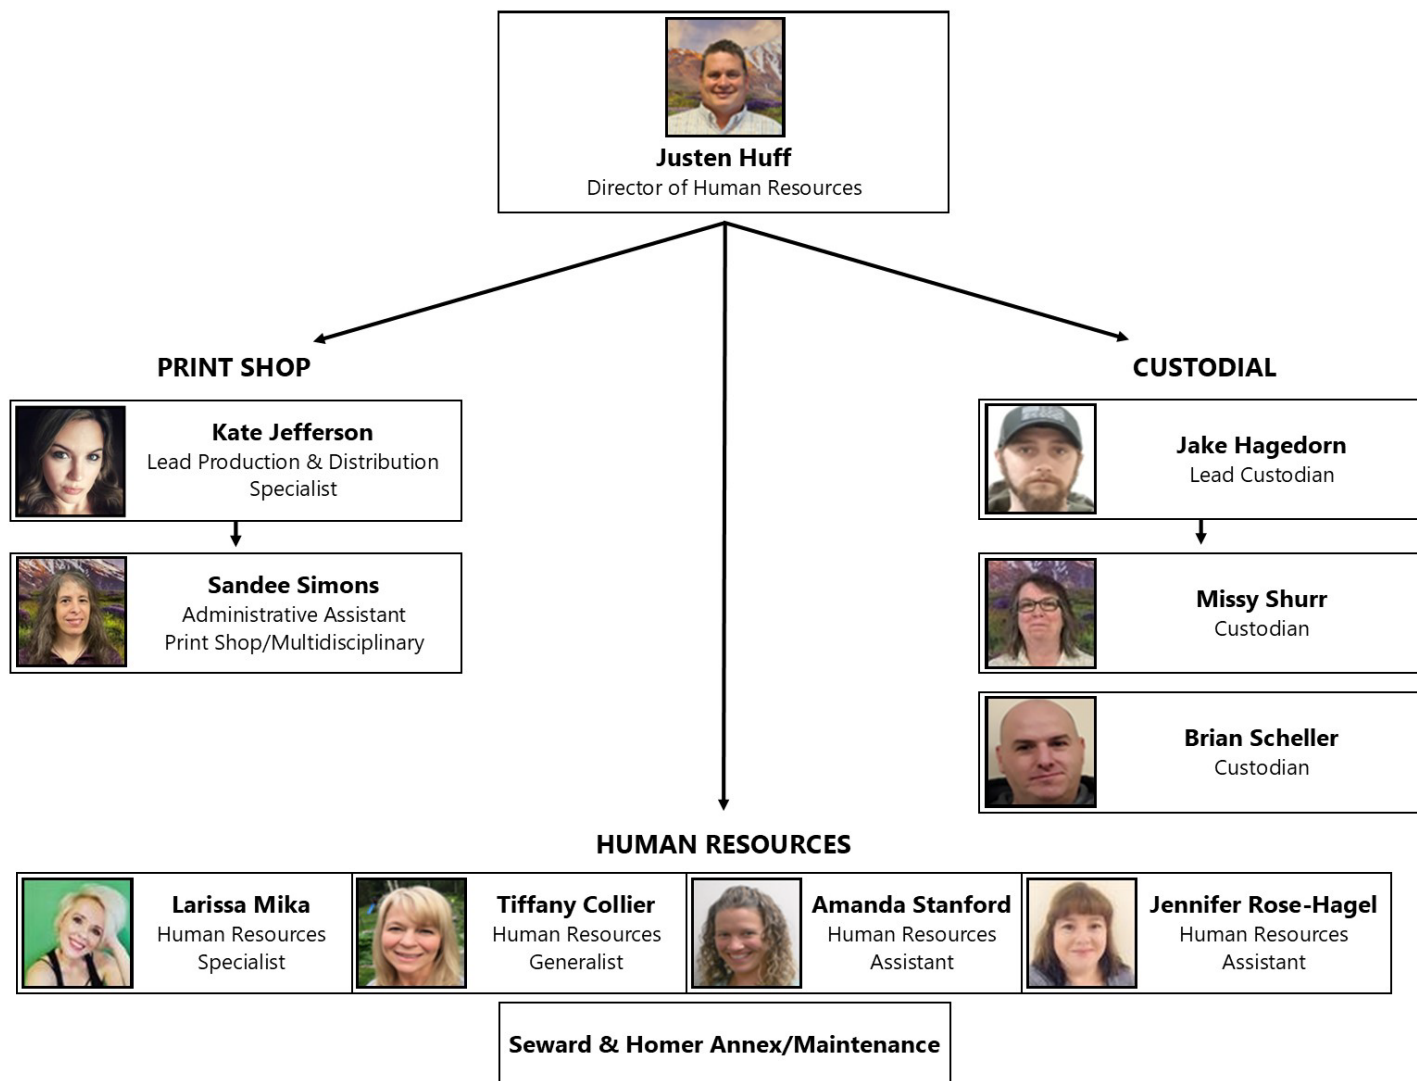 Justen Huff
Director of Human Resources
PRINT SHOP
Kate Jefferson
Lead Production & Distribution
Specialist
Sandee Simons
Administrative Assistant
Print Shop/Multidisciplinary
CUSTODIAL
Jake Hagedorn
Lead Custodian
Missy Shurr
Custodian
Brian Scheller
Custodian
HUMAN RESOURCES
Larissa Mika
Human Resources
Specialist
Tiffany Collier
Human Resources
Generalist
Amanda Stanford
Human Resources
Assistant
Jennifer Rose-Hagel
Human Resources
Assistant
Seward & Homer Annex/Maintenance